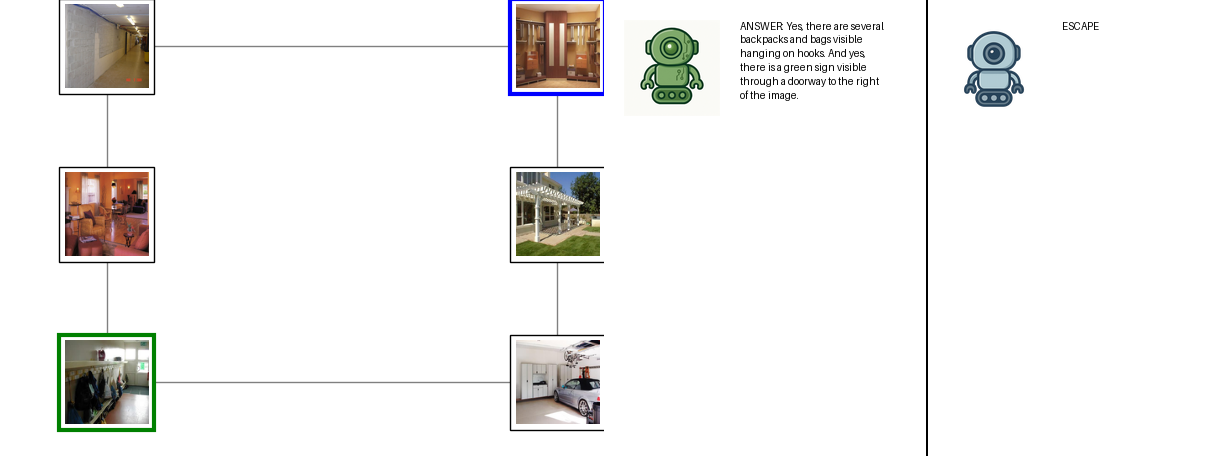 ANSWER: Yes, there are several
backpacks and bags visible
hanging on hooks. And yes,
there is a green sign visible
through a doorway to the right
of the image.
ESCAPE